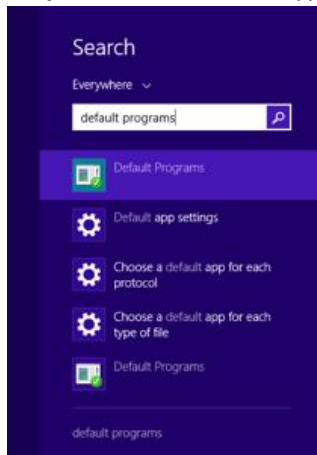 Search
Everywhere
default programs
Default Programs
Default app settings
Choose a default app for each
protocol
Choose a default app for each
type of file
Default Programs
default programs